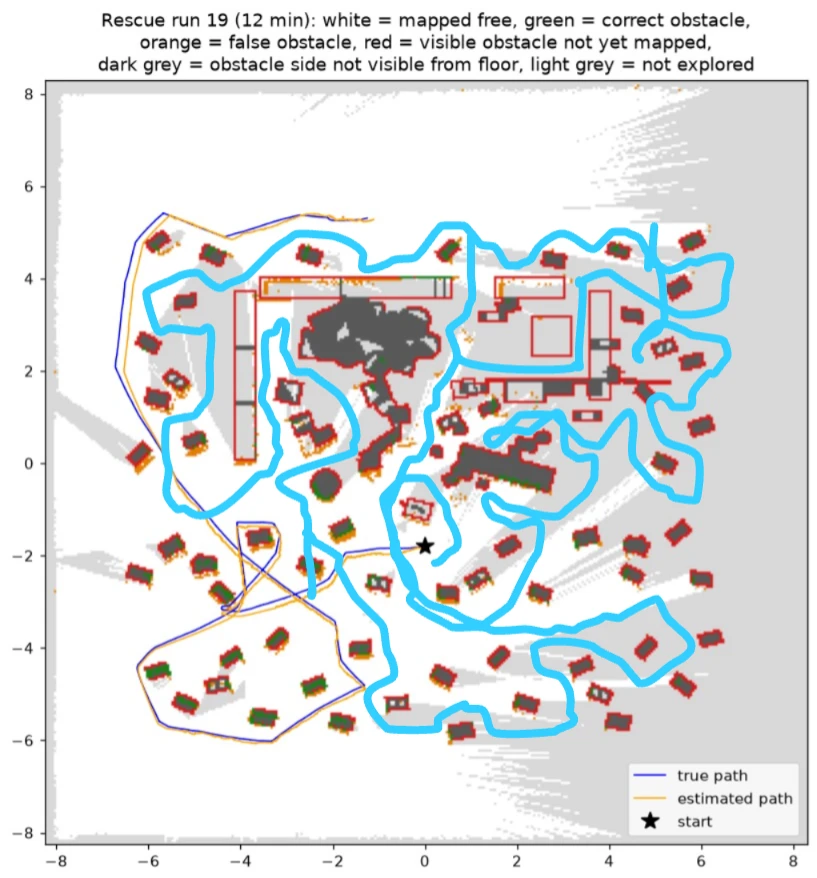 Rescue run 19 (12 min): white = mapped free, green = correct obstacle,
orange = false obstacle, red = visible obstacle not yet mapped,
dark grey = obstacle side not visible from floor, light grey = not explored
8
6
4
2
0
−2
−4
−6
−8
true path
estimated path
start
−8 −6 −4 −2 0 2 4 6 8